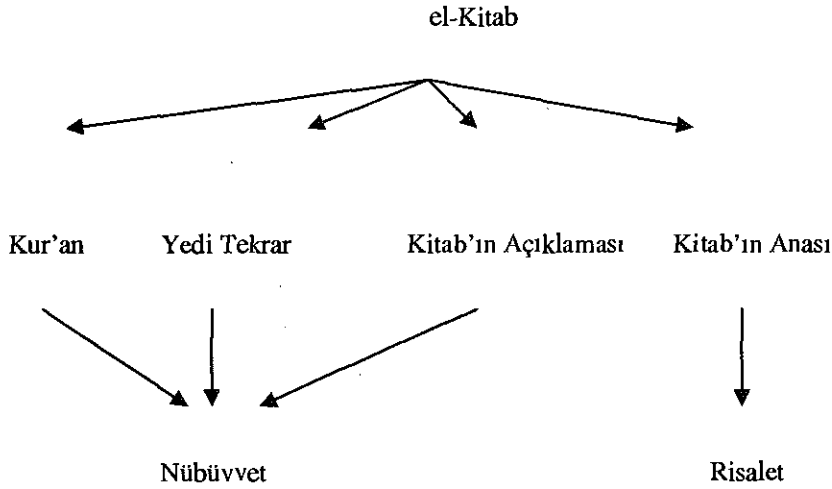 el-Kitab
Kur'an Yedi Tekrar Kitab'ın Açıklaması Kitab'ın Anası
Nübüvvet Risalet